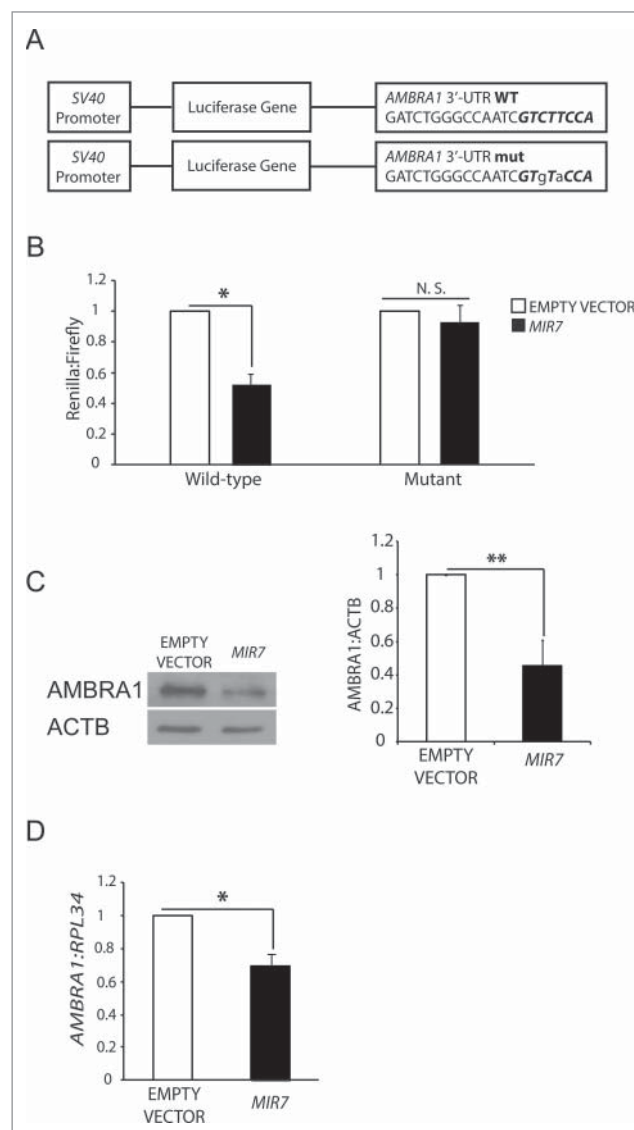 A
SV40
Promoter
Luciferase Gene
AMBRA1 3'-UTR WT
GATCTGGGCCAATCGTCTTCCA
SV40
Promoter
Luciferase Gene
AMBRA1 3'-UTR mut
GATCTGGGCCAATCGTgTaCCA
B
Renilla:Firefly
1.2
1
0.8
0.6
0.4
0.2
0
*
N. S.
EMPTY VECTOR
MIR7
Wild-type
Mutant
C
EMPTY
VECTOR
MIR7
AMBRA1
ACTB
AMBRA1:ACTB
1.2
1
0.8
0.6
0.4
0.2
0
**
EMPTY
VECTOR
MIR7
D
AMBRA1:RPL34
1.2
1
0.8
0.6
0.4
0.2
0
*
EMPTY
VECTOR
MIR7